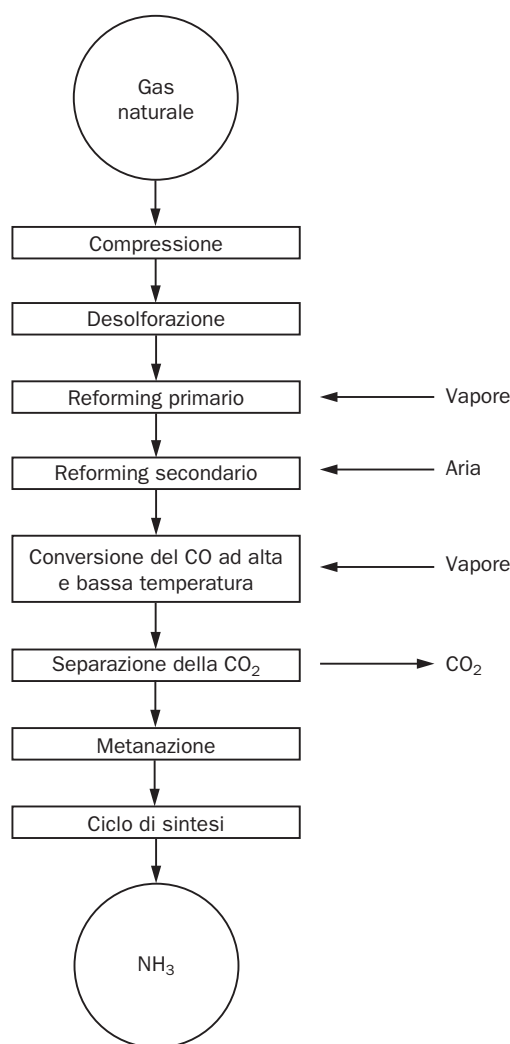 Gas
naturale
Compressione
Desolforazione
Reforming primario
Vapore
Reforming secondario
Aria
Conversione del CO ad alta
e bassa temperatura
Vapore
Separazione della CO₂
CO₂
Metanazione
Ciclo di sintesi
NH₃